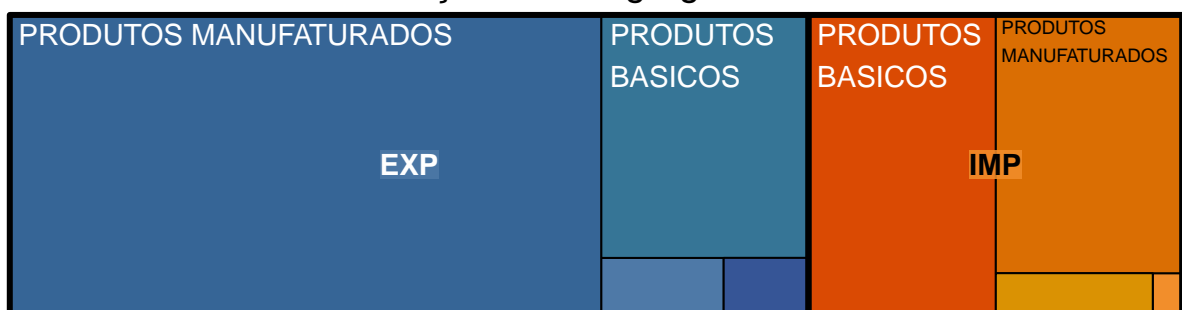 PRODUTOS MANUFATURADOS
EXP
PRODUTOS
BASICOS
PRODUTOS
BASICOS
IMP
PRODUTOS
MANUFATURADOS